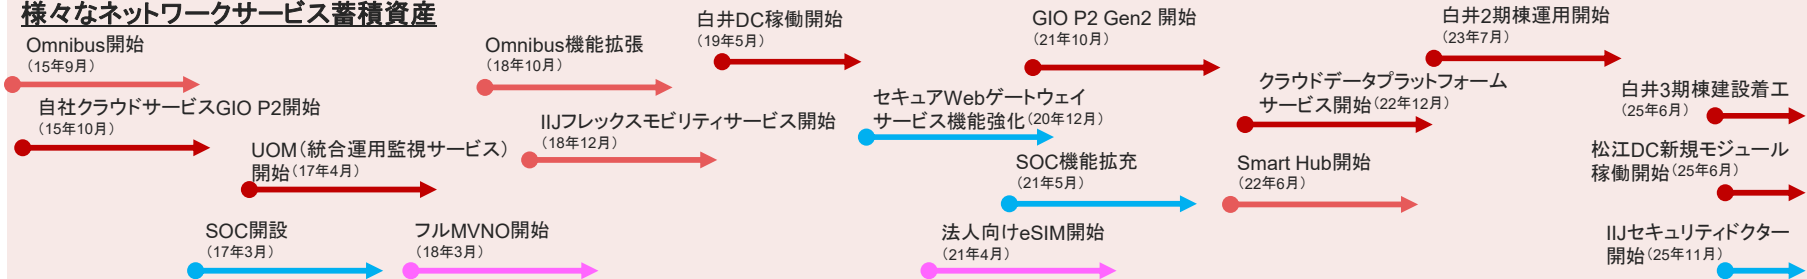 様々なネットワークサービス蓄積資産
Omnibus開始
（15年9月）
自社クラウドサービスGIO P2開始
（15年10月）
UOM（統合運用監視サービス）
開始（17年4月）
SOC開設
（17年3月）
フルMVNO開始
（18年3月）
Omnibus機能拡張
（18年10月）
IIJフレックスモビリティサービス開始
（18年12月）
白井DC稼働開始
（19年5月）
セキュアWebゲートウェイ
サービス機能強化（20年12月）
法人向けeSIM開始
（21年4月）
SOC機能拡充
（21年5月）
GIO P2 Gen2 開始
（21年10月）
Smart Hub開始
（22年6月）
クラウドデータプラットフォーム
サービス開始（22年12月）
白井2期棟運用開始
（23年7月）
白井3期棟建設着工
（25年6月）
松江DC新規モジュール
稼働開始（25年6月）
IIJセキュリティドクター
開始（25年11月）